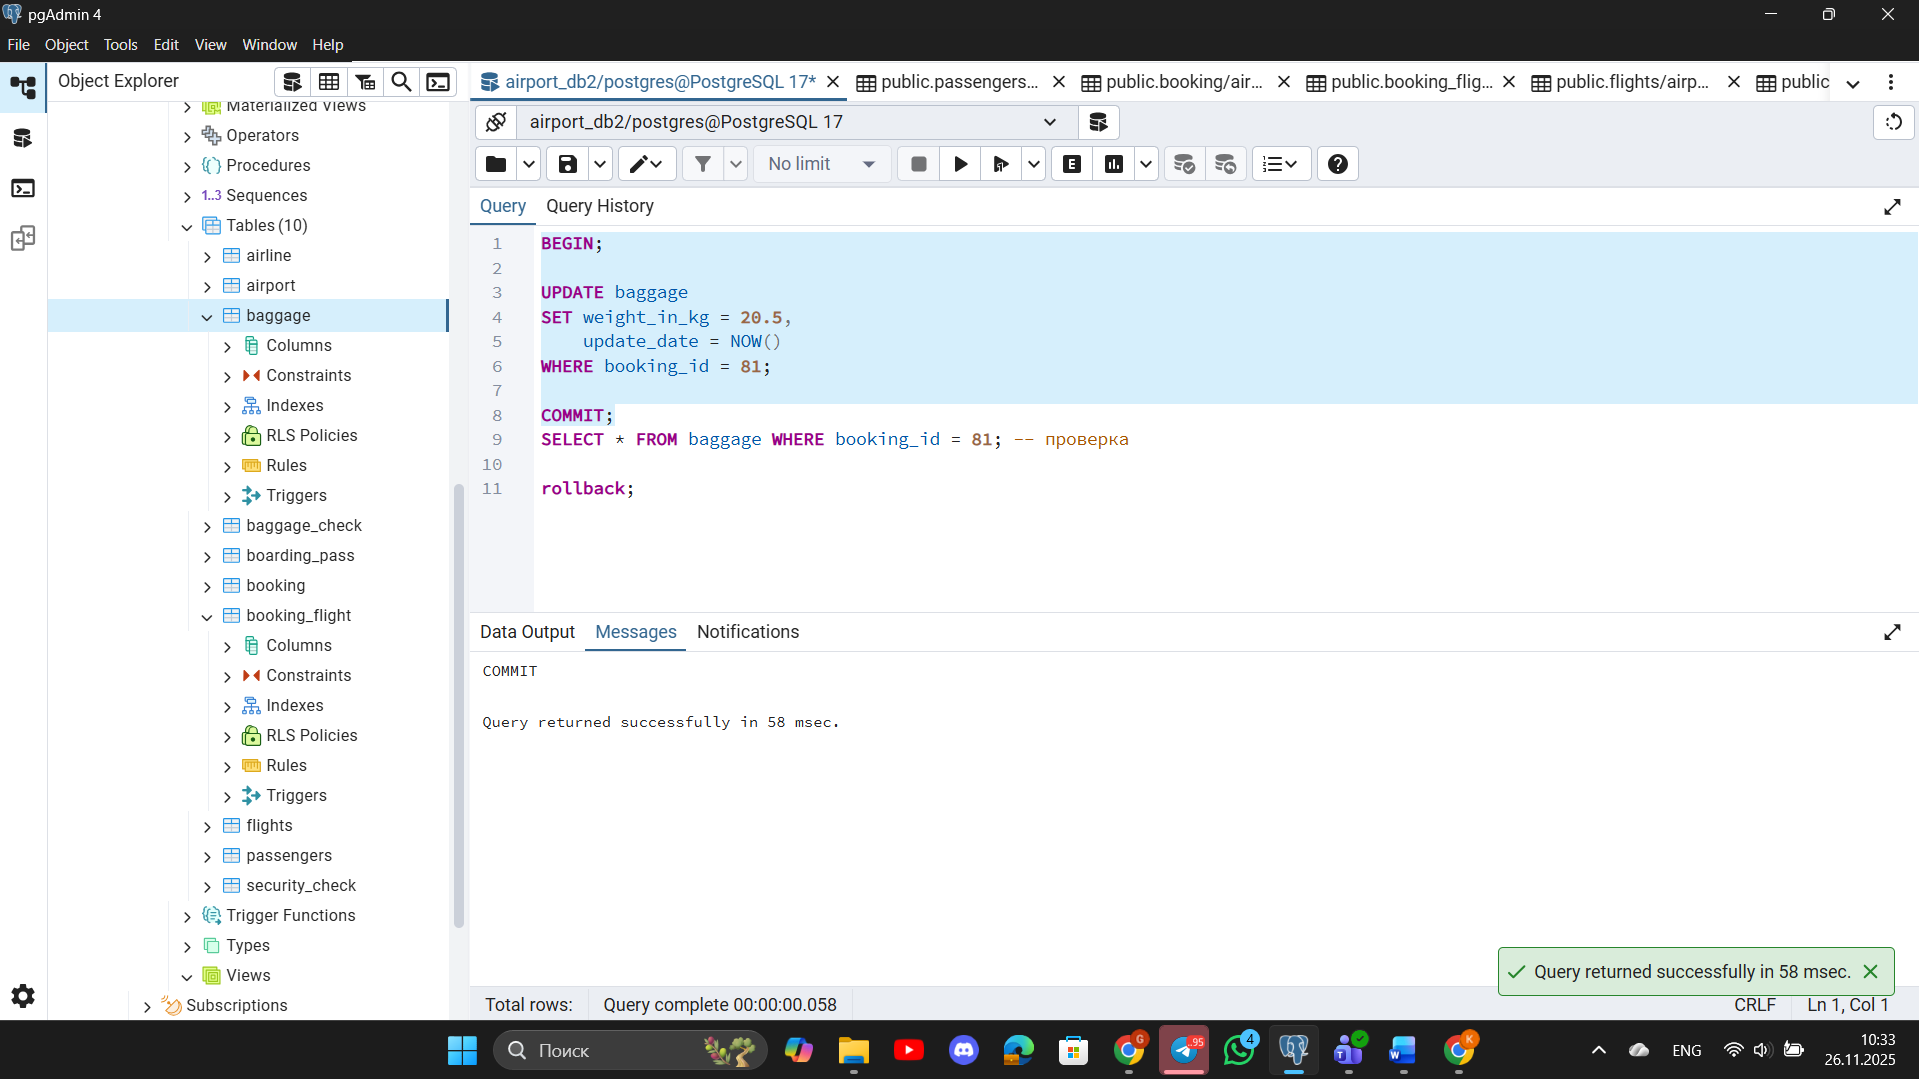 pgAdmin 4
File Object Tools Edit View Window Help
Object Explorer
Materialized Views
Operators
Procedures
1..3 Sequences
Tables (10)
airline
airport
baggage
Columns
Constraints
Indexes
RLS Policies
Rules
Triggers
baggage_check
boarding_pass
booking
booking_flight
Columns
Constraints
Indexes
RLS Policies
Rules
Triggers
flights
passengers
security_check
Trigger Functions
Types
Views
Subscriptions
airport_db2/postgres@PostgreSQL 17* public.passengers... public.booking/air... public.booking_flig... public.flights/airp... public
airport_db2/postgres@PostgreSQL 17
No limit E
Query Query History
1 BEGIN;
2
3 UPDATE baggage
4 SET weight_in_kg = 20.5,
5 update_date = NOW()
6 WHERE booking_id = 81;
7
8 COMMIT;
9 SELECT * FROM baggage WHERE booking_id = 81; -- проверка
10
11 rollback;
Data Output Messages Notifications
COMMIT
Query returned successfully in 58 msec.
Query returned successfully in 58 msec.
Total rows: Query complete 00:00:00.058 CRLF Ln 1, Col 1
Поиск G 95 4 W K ENG 10:33
26.11.2025